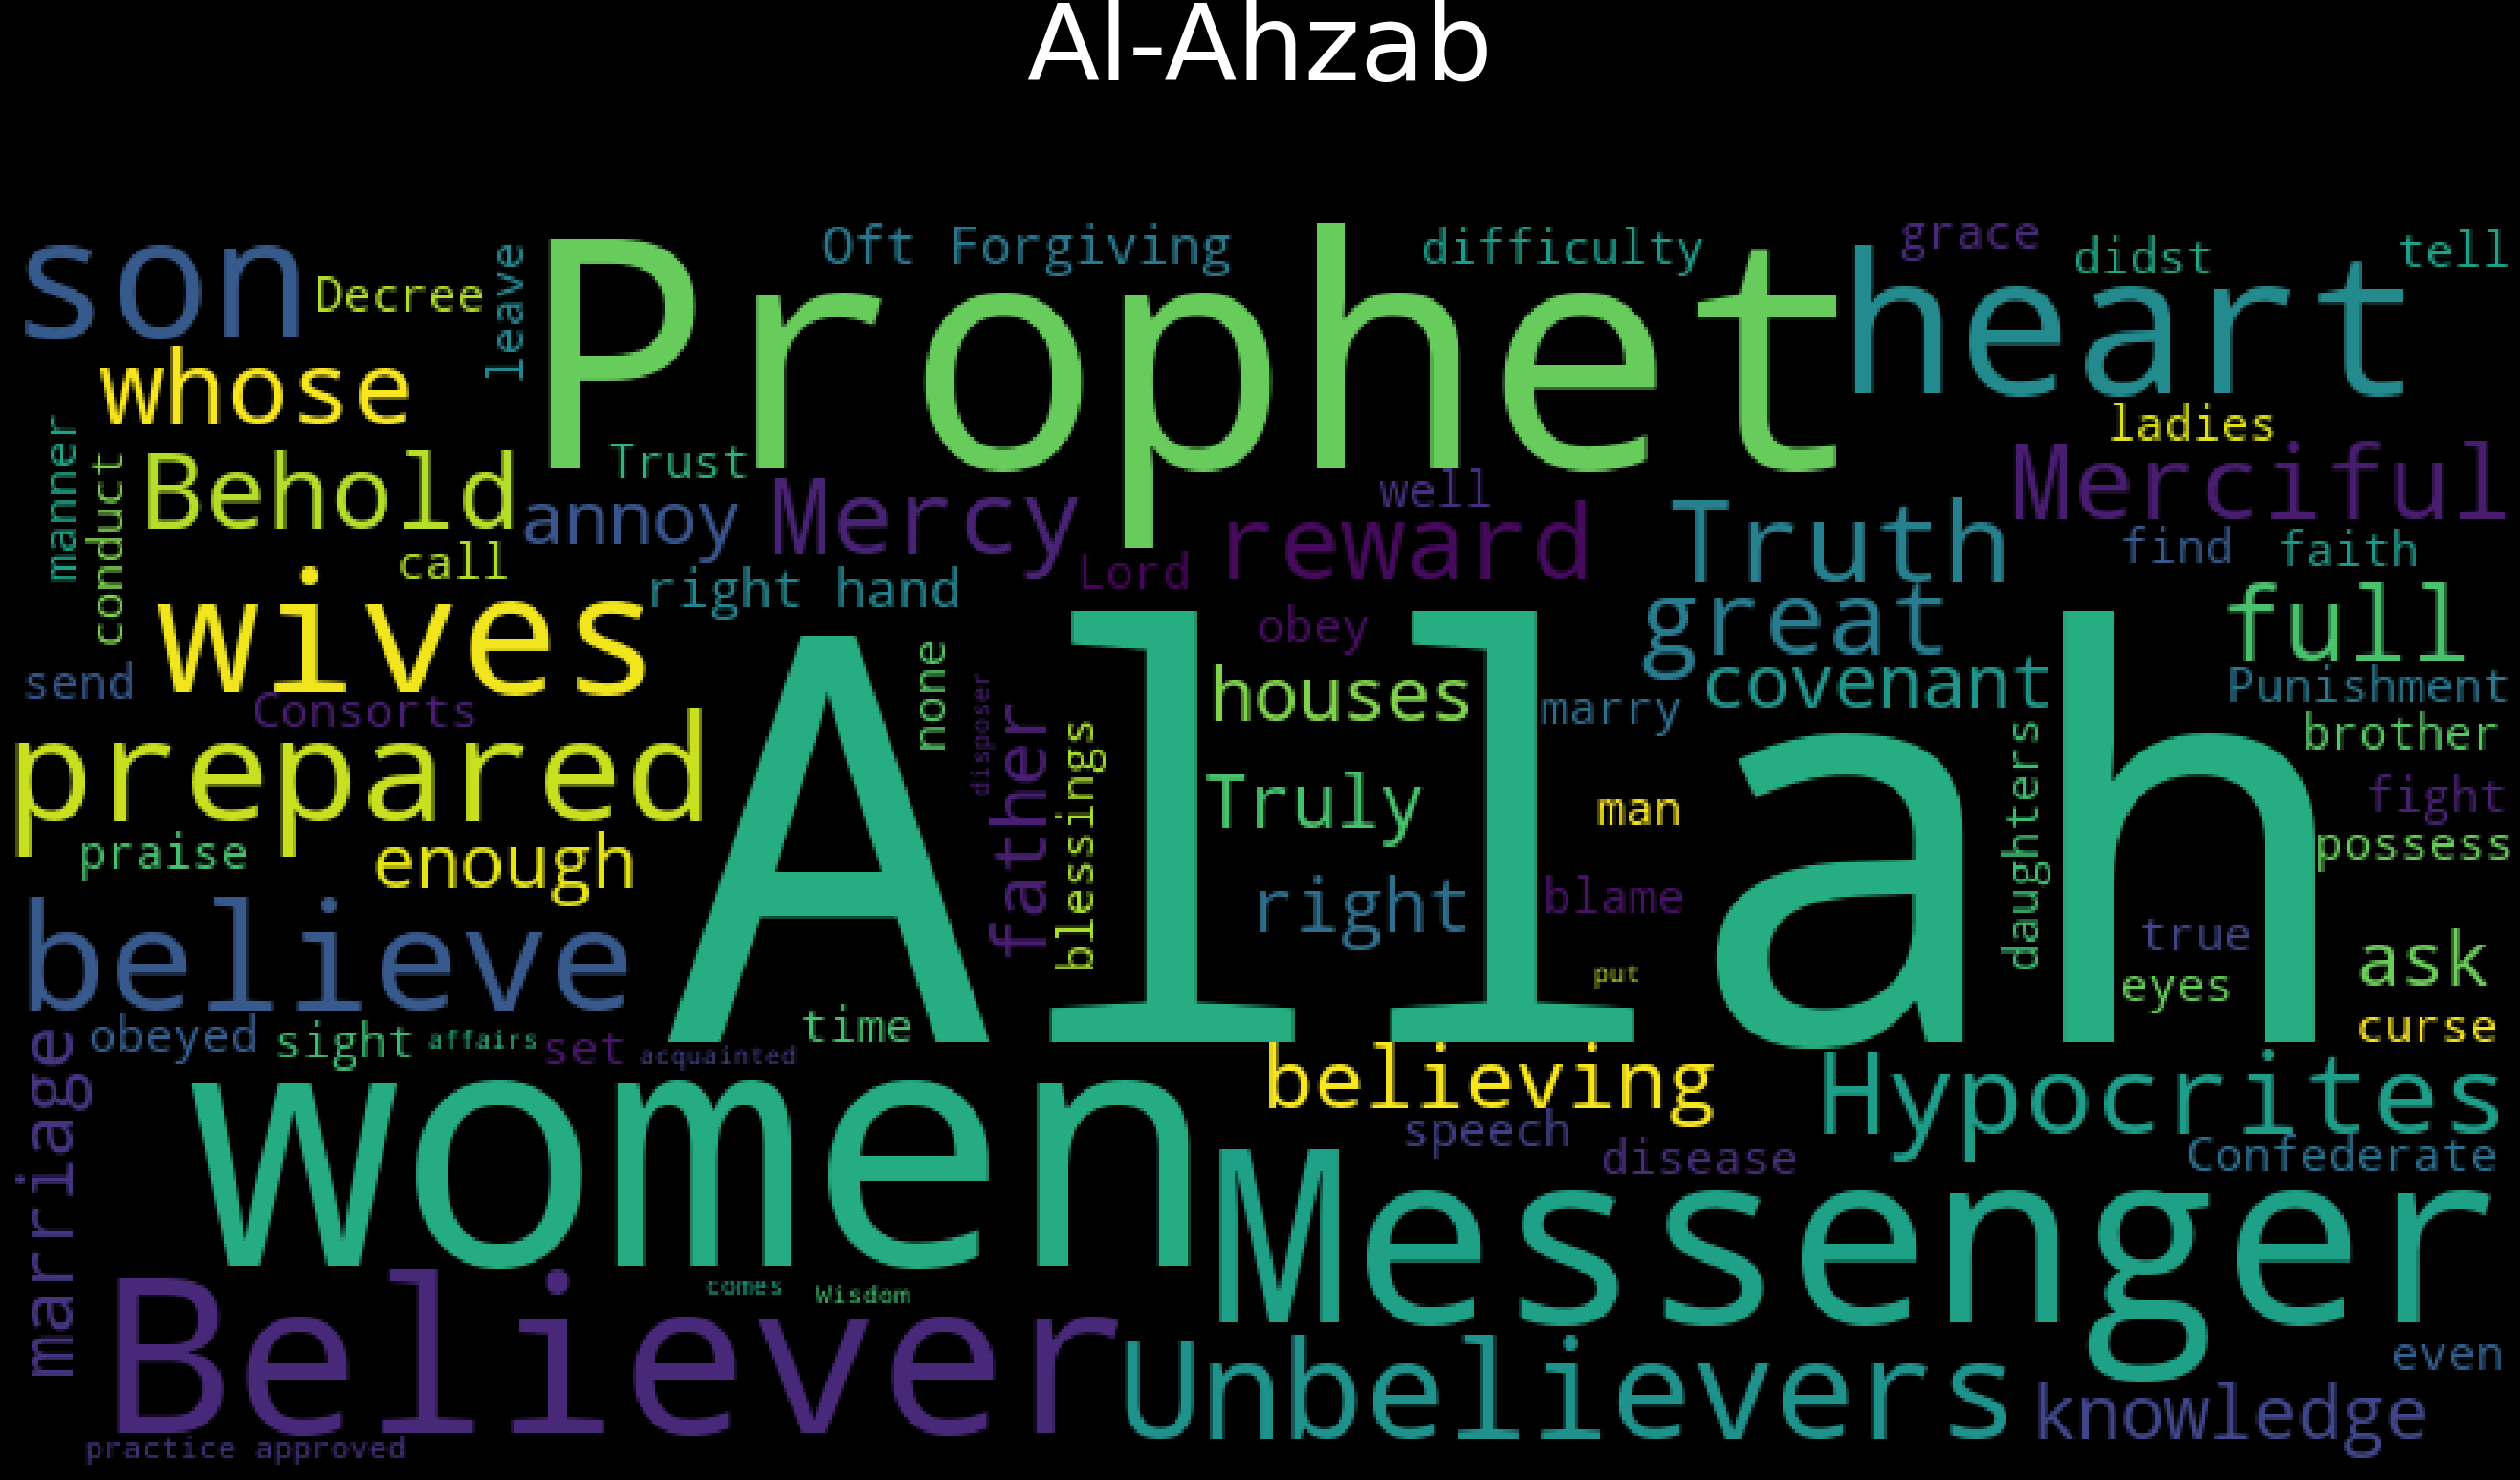 Al-Ahzab
son
Decree
leave
Prophet
Oft Forgiving
difficulty
grace
didst
tell
heart
whose
ladies
manner
conduct
Behold
Trust
annoy
Mercy
well
reward
Truth
Merciful
find
faith
call
right hand
Lord
wives
obey
great
full
send
Consorts
none
disposer
houses
marry
covenant
Punishment
brother
prepared
Allah
father
blessings
Truly
man
daughters
fight
possess
praise
enough
right
blame
believe
true
eyes
ask
put
curse
obeyed
sight
affairs
set
acquainted
time
believing
Hypocrites
marriage
women
speech
disease
Confederate
Messenger
comes
Wisdom
Believer
Unbelievers
even
knowledge
practice approved